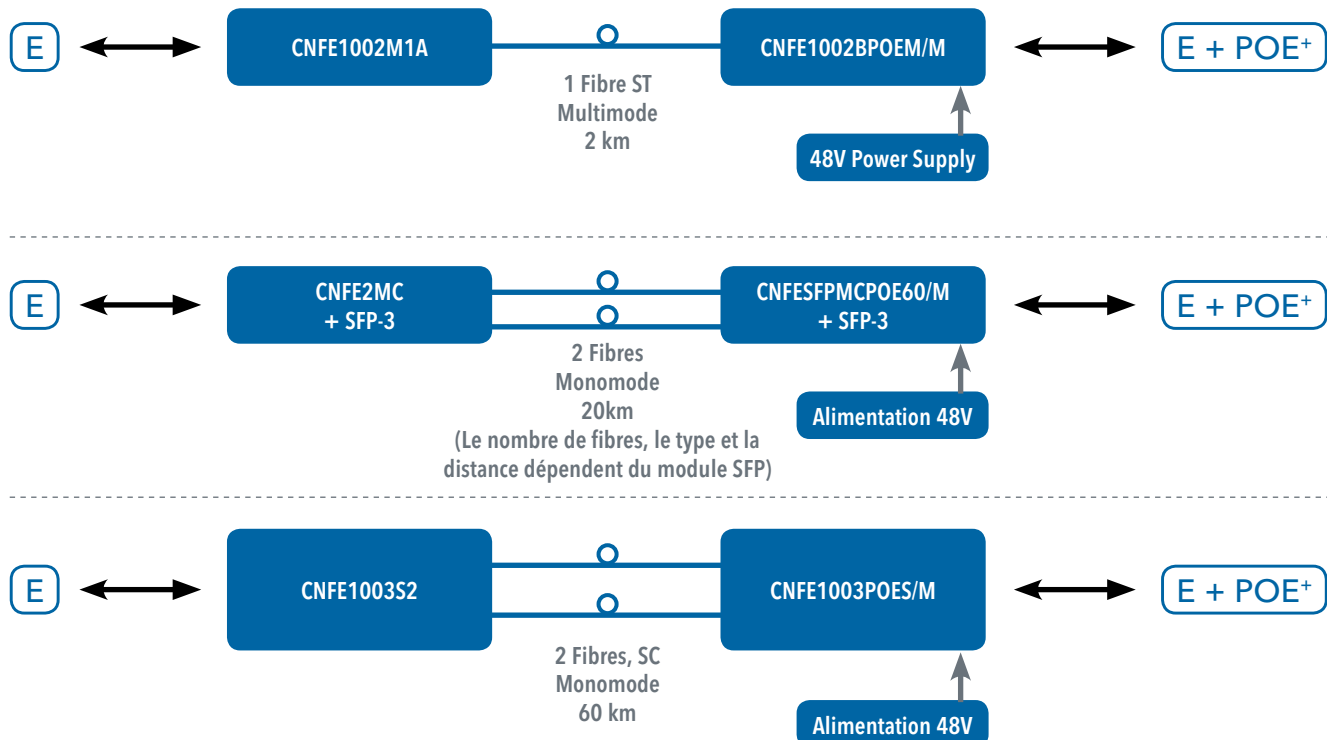 E
CNFE1002M1A
CNFE1002BPOEM/M
E + POE⁺
1 Fibre ST
Multimode
2 km
48V Power Supply
E
CNFE2MC
+ SFP-3
CNFESFPMCPOE60/M
+ SFP-3
E + POE⁺
2 Fibres
Monomode
20km
(Le nombre de fibres, le type et la
distance dépendent du module SFP)
Alimentation 48V
E
CNFE1003S2
CNFE1003POES/M
E + POE⁺
2 Fibres, SC
Monomode
60 km
Alimentation 48V